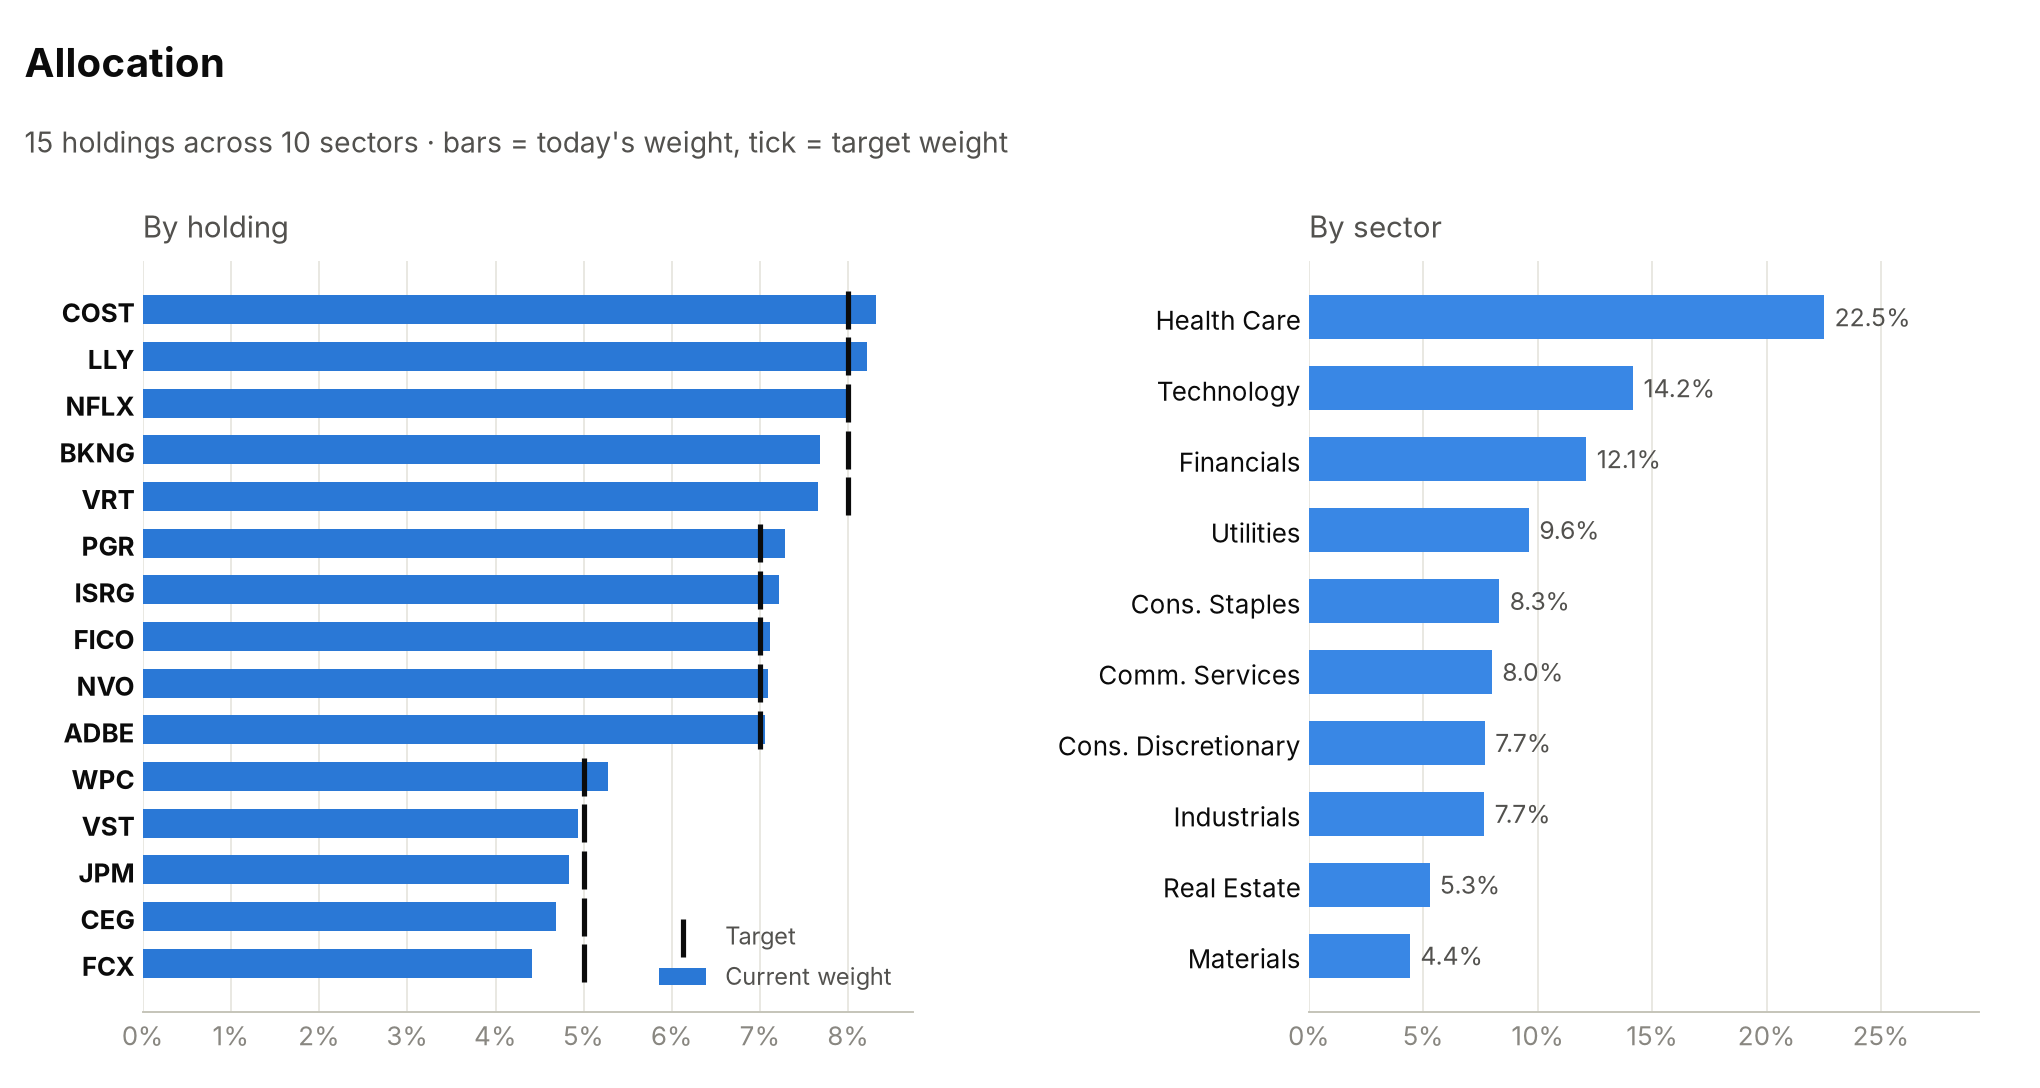 Allocation
15 holdings across 10 sectors · bars = today's weight, tick = target weight
By holding
COST
LLY
NFLX
BKNG
VRT
PGR
ISRG
FICO
NVO
ADBE
WPC
VST
JPM
CEG
FCX
Target
Current weight
0% 1% 2% 3% 4% 5% 6% 7% 8%
By sector
Health Care 22.5%
Technology 14.2%
Financials 12.1%
Utilities 9.6%
Cons. Staples 8.3%
Comm. Services 8.0%
Cons. Discretionary 7.7%
Industrials 7.7%
Real Estate 5.3%
Materials 4.4%
0% 5% 10% 15% 20% 25%